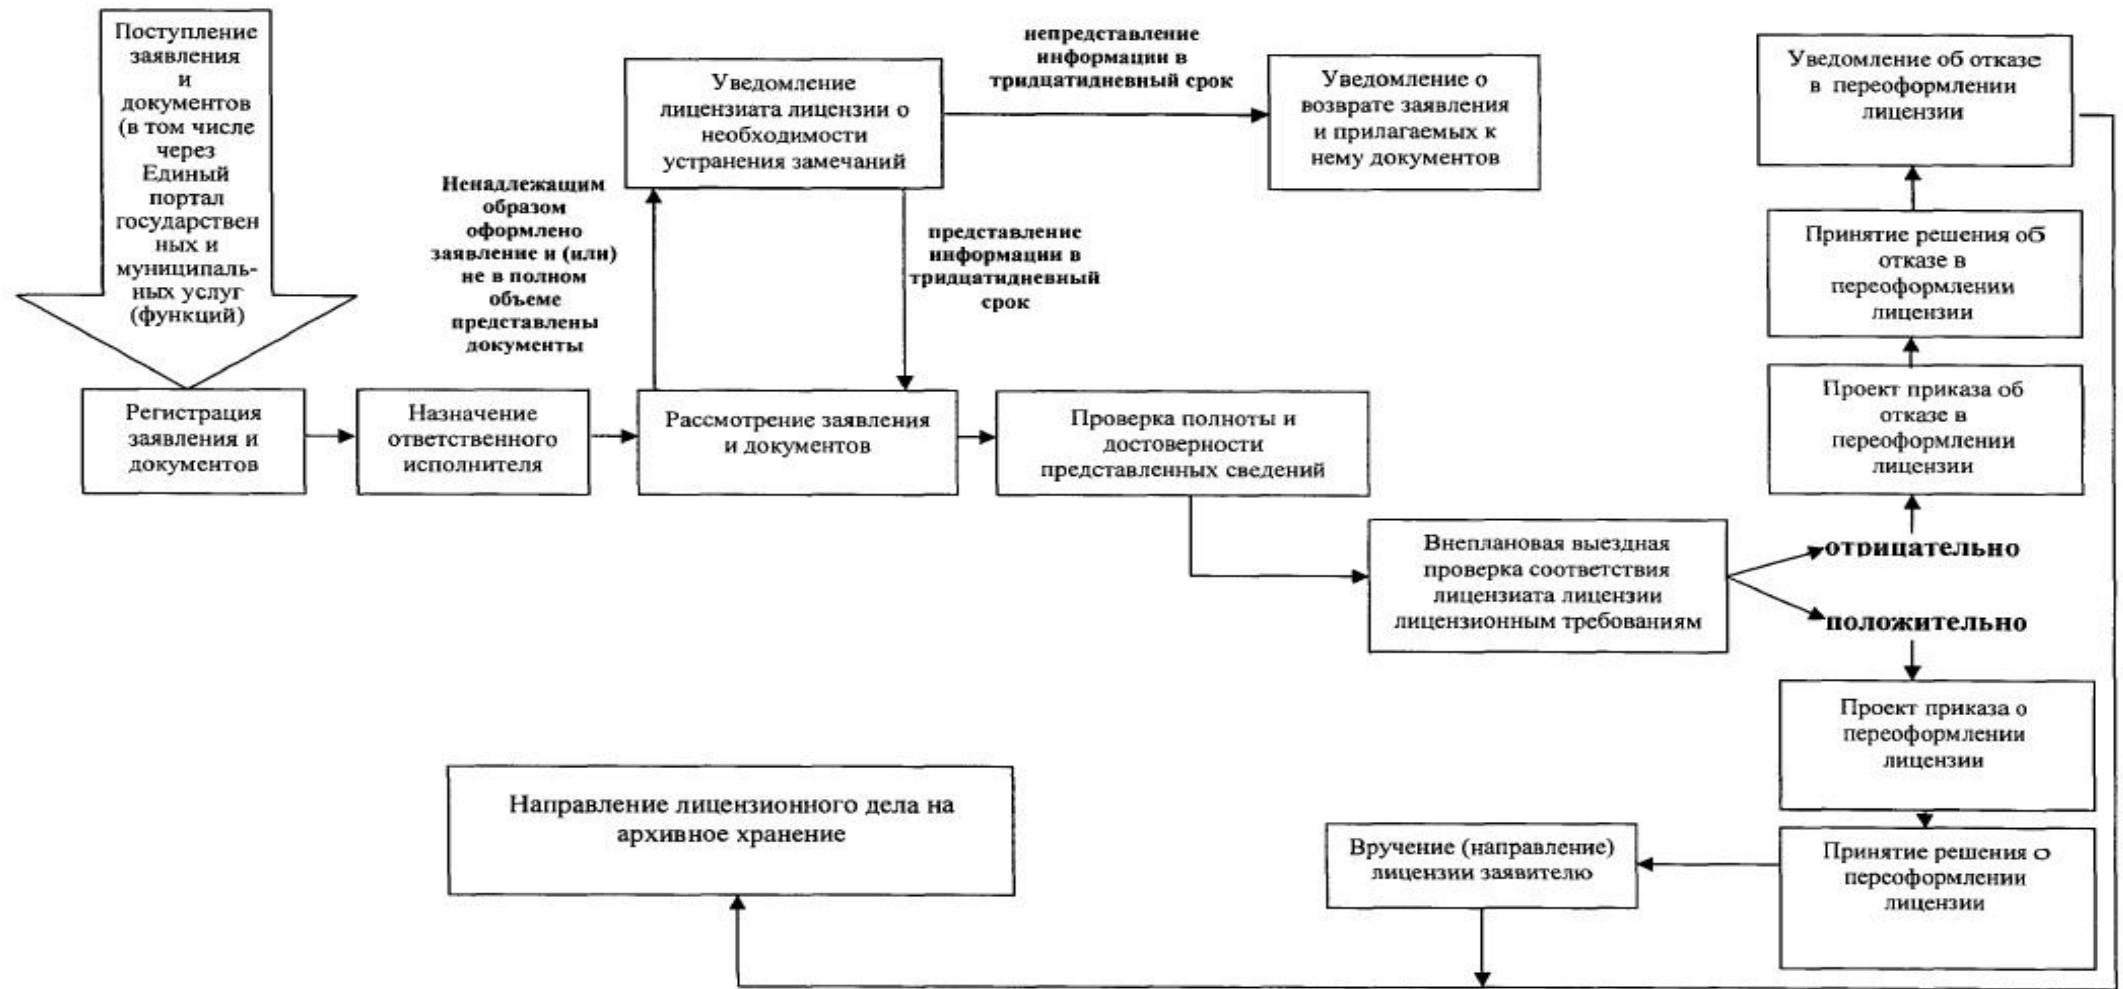 Поступление
заявления
и
документов
(в том числе
через
Единый
портал
государствен
ных и
муниципаль-
ных услуг
(функций)
Регистрация
заявления и
документов
Назначение
ответственного
исполнителя
Ненадлежащим
образом
оформлено
заявление и (или)
не в полном
объеме
представлены
документы
Уведомление
лицензиата лицензии о
необходимости
устранения замечаний
непредставление
информации в
тридцатидневный срок
Уведомление о
возврате заявления
и прилагаемых к
нему документов
представление
информации в
тридцатидневный
срок
Рассмотрение заявления
и документов
Проверка полноты и
достоверности
представленных сведений
Внеплановая выездная
проверка соответствия
лицензиата лицензии
лицензионным требованиям
Уведомление об отказе
в переоформлении
лицензии
Принятие решения об
отказе в
переоформлении
лицензии
Проект приказа об
отказе в
переоформлении
лицензии
отрицательно
положительно
Проект приказа о
переоформлении
лицензии
Принятие решения о
переоформлении
лицензии
Вручение (направление)
лицензии заявителю
Направление лицензионного дела на
архивное хранение